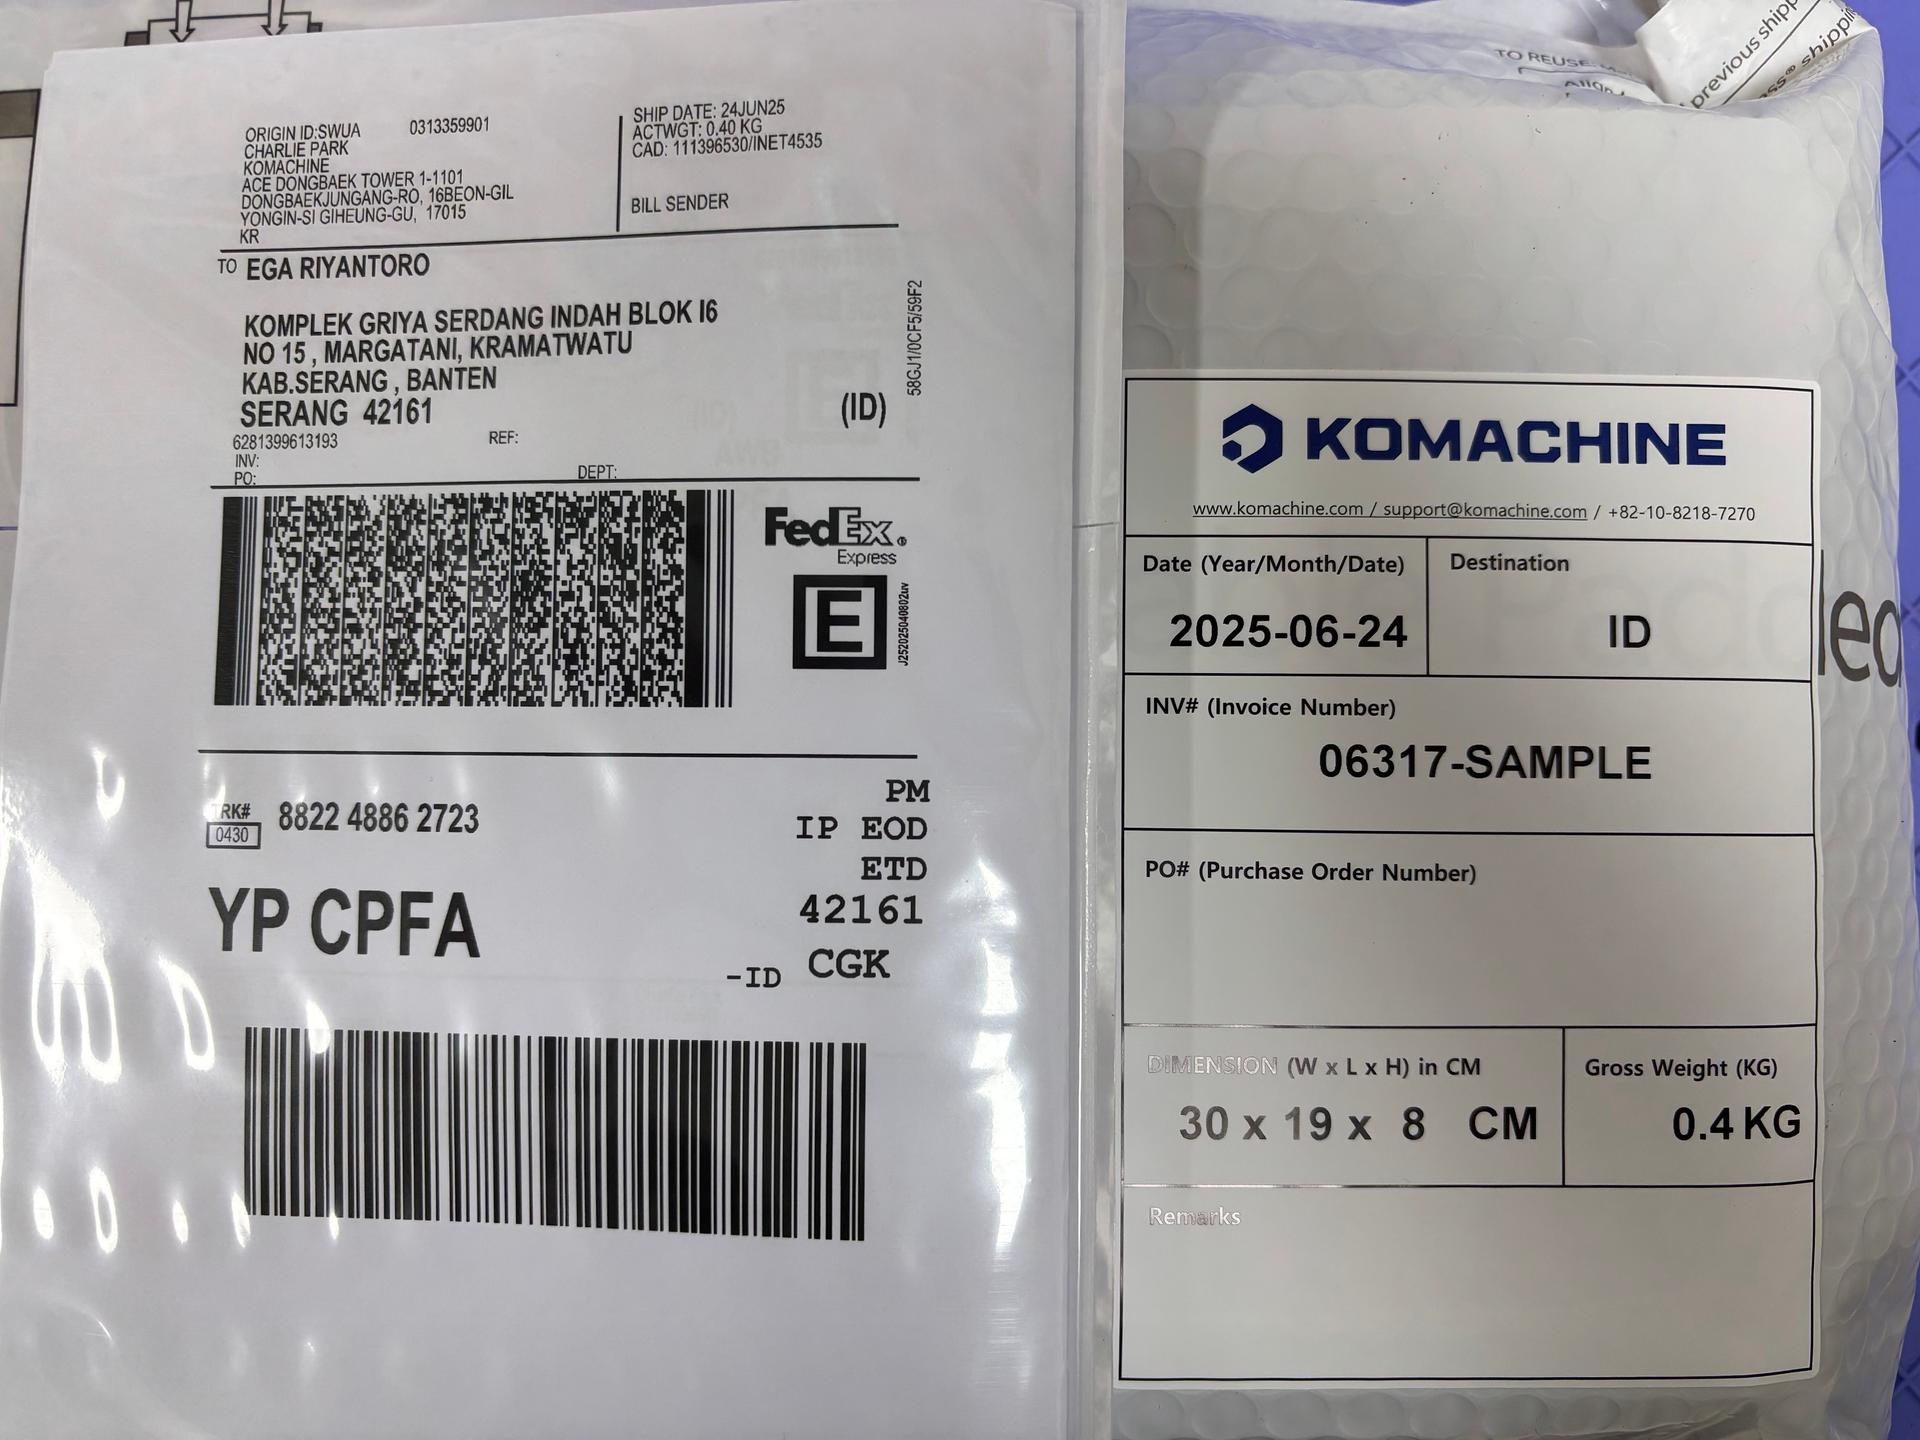 ORIGIN ID:SWUA 0313359901
CHARLIE PARK
KOMACHINE
ACE DONGBAEK TOWER 1-1101
DONGBAEKJUNGANG-RO, 16BEON-GIL
YONGIN-SI GIHEUNG-GU, 17015
KR
SHIP DATE: 24JUN25
ACTWGT: 0.40 KG
CAD: 111396530/INET4535
BILL SENDER
TO EGA RIYANTORO
KOMPLEK GRIYA SERDANG INDAH BLOK I6
NO 15 , MARGATANI, KRAMATWATU
KAB.SERANG , BANTEN
SERANG 42161
(ID)
6281399613193 REF:
INV:
PO: DEPT:
58GJ1/0CF5/59F2
FedEx®
Express
E
J252025040802uv
TRK# 8822 4886 2723
0430
PM
IP EOD
ETD
42161
YP CPFA
-ID CGK
TO REUSE:
Align
previous shipp
shippin
KOMACHINE
www.komachine.com / support@komachine.com / +82-10-8218-7270
Date (Year/Month/Date) Destination
2025-06-24 ID
INV# (Invoice Number)
06317-SAMPLE
PO# (Purchase Order Number)
DIMENSION (W x L x H) in CM Gross Weight (KG)
30 x 19 x 8 CM 0.4 KG
Remarks